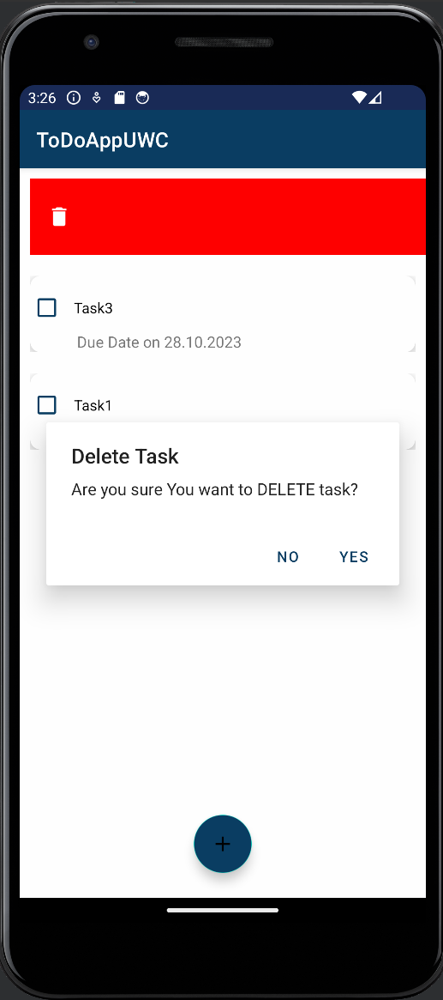 3:26
ToDoAppUWC
Task3
Due Date on 28.10.2023
Task1
Delete Task
Are you sure You want to DELETE task?
NO YES